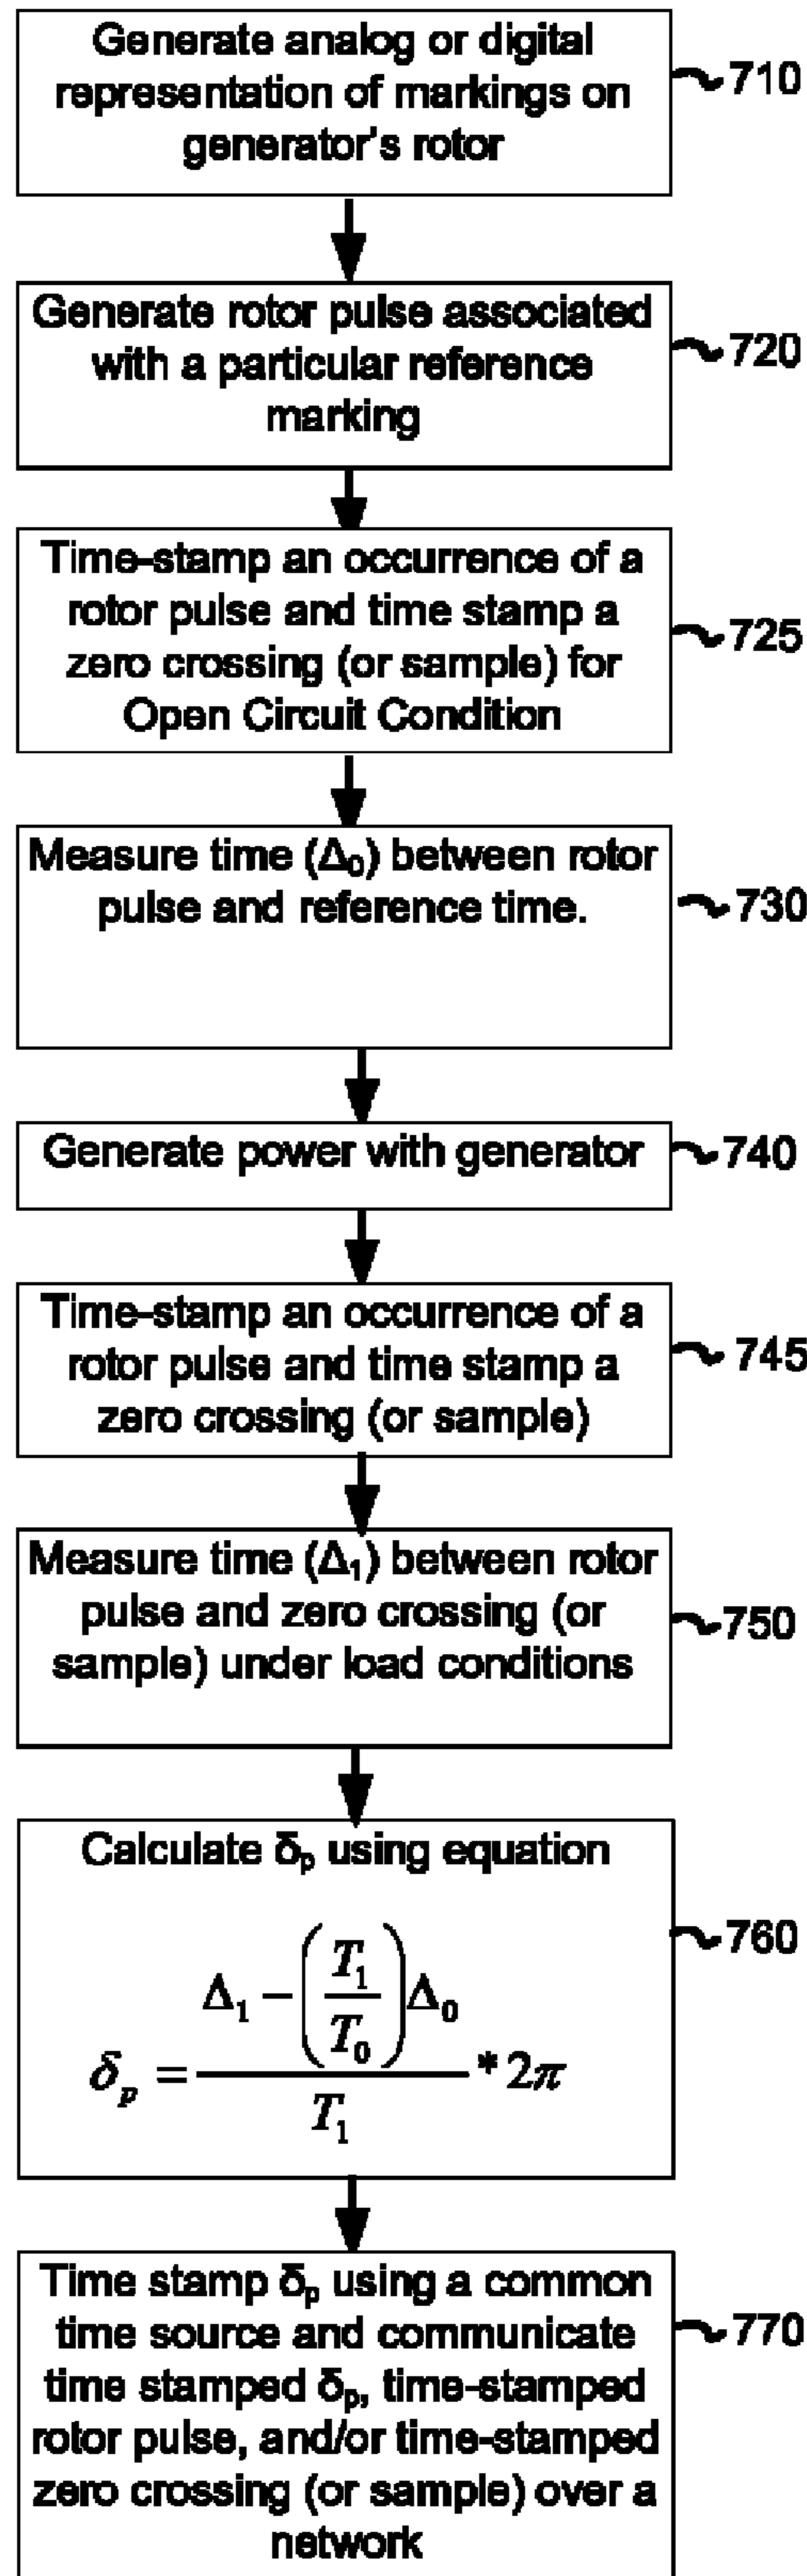 Generate analog or digital
representation of markings on
generator's rotor
710
Generate rotor pulse associated
with a particular reference
marking
720
Time-stamp an occurrence of a
rotor pulse and time stamp a
zero crossing (or sample) for
Open Circuit Condition
725
Measure time (Δ₀) between rotor
pulse and reference time.
730
Generate power with generator
740
Time-stamp an occurrence of a
rotor pulse and time stamp a
zero crossing (or sample)
745
Measure time (Δ₁) between rotor
pulse and zero crossing (or
sample) under load conditions
750
Calculate δₚ using equation
δₚ = (Δ₁ − (T₁/T₀)Δ₀)/T₁ * 2π
760
Time stamp δₚ using a common
time source and communicate
time stamped δₚ, time-stamped
rotor pulse, and/or time-stamped
zero crossing (or sample) over a
network
770